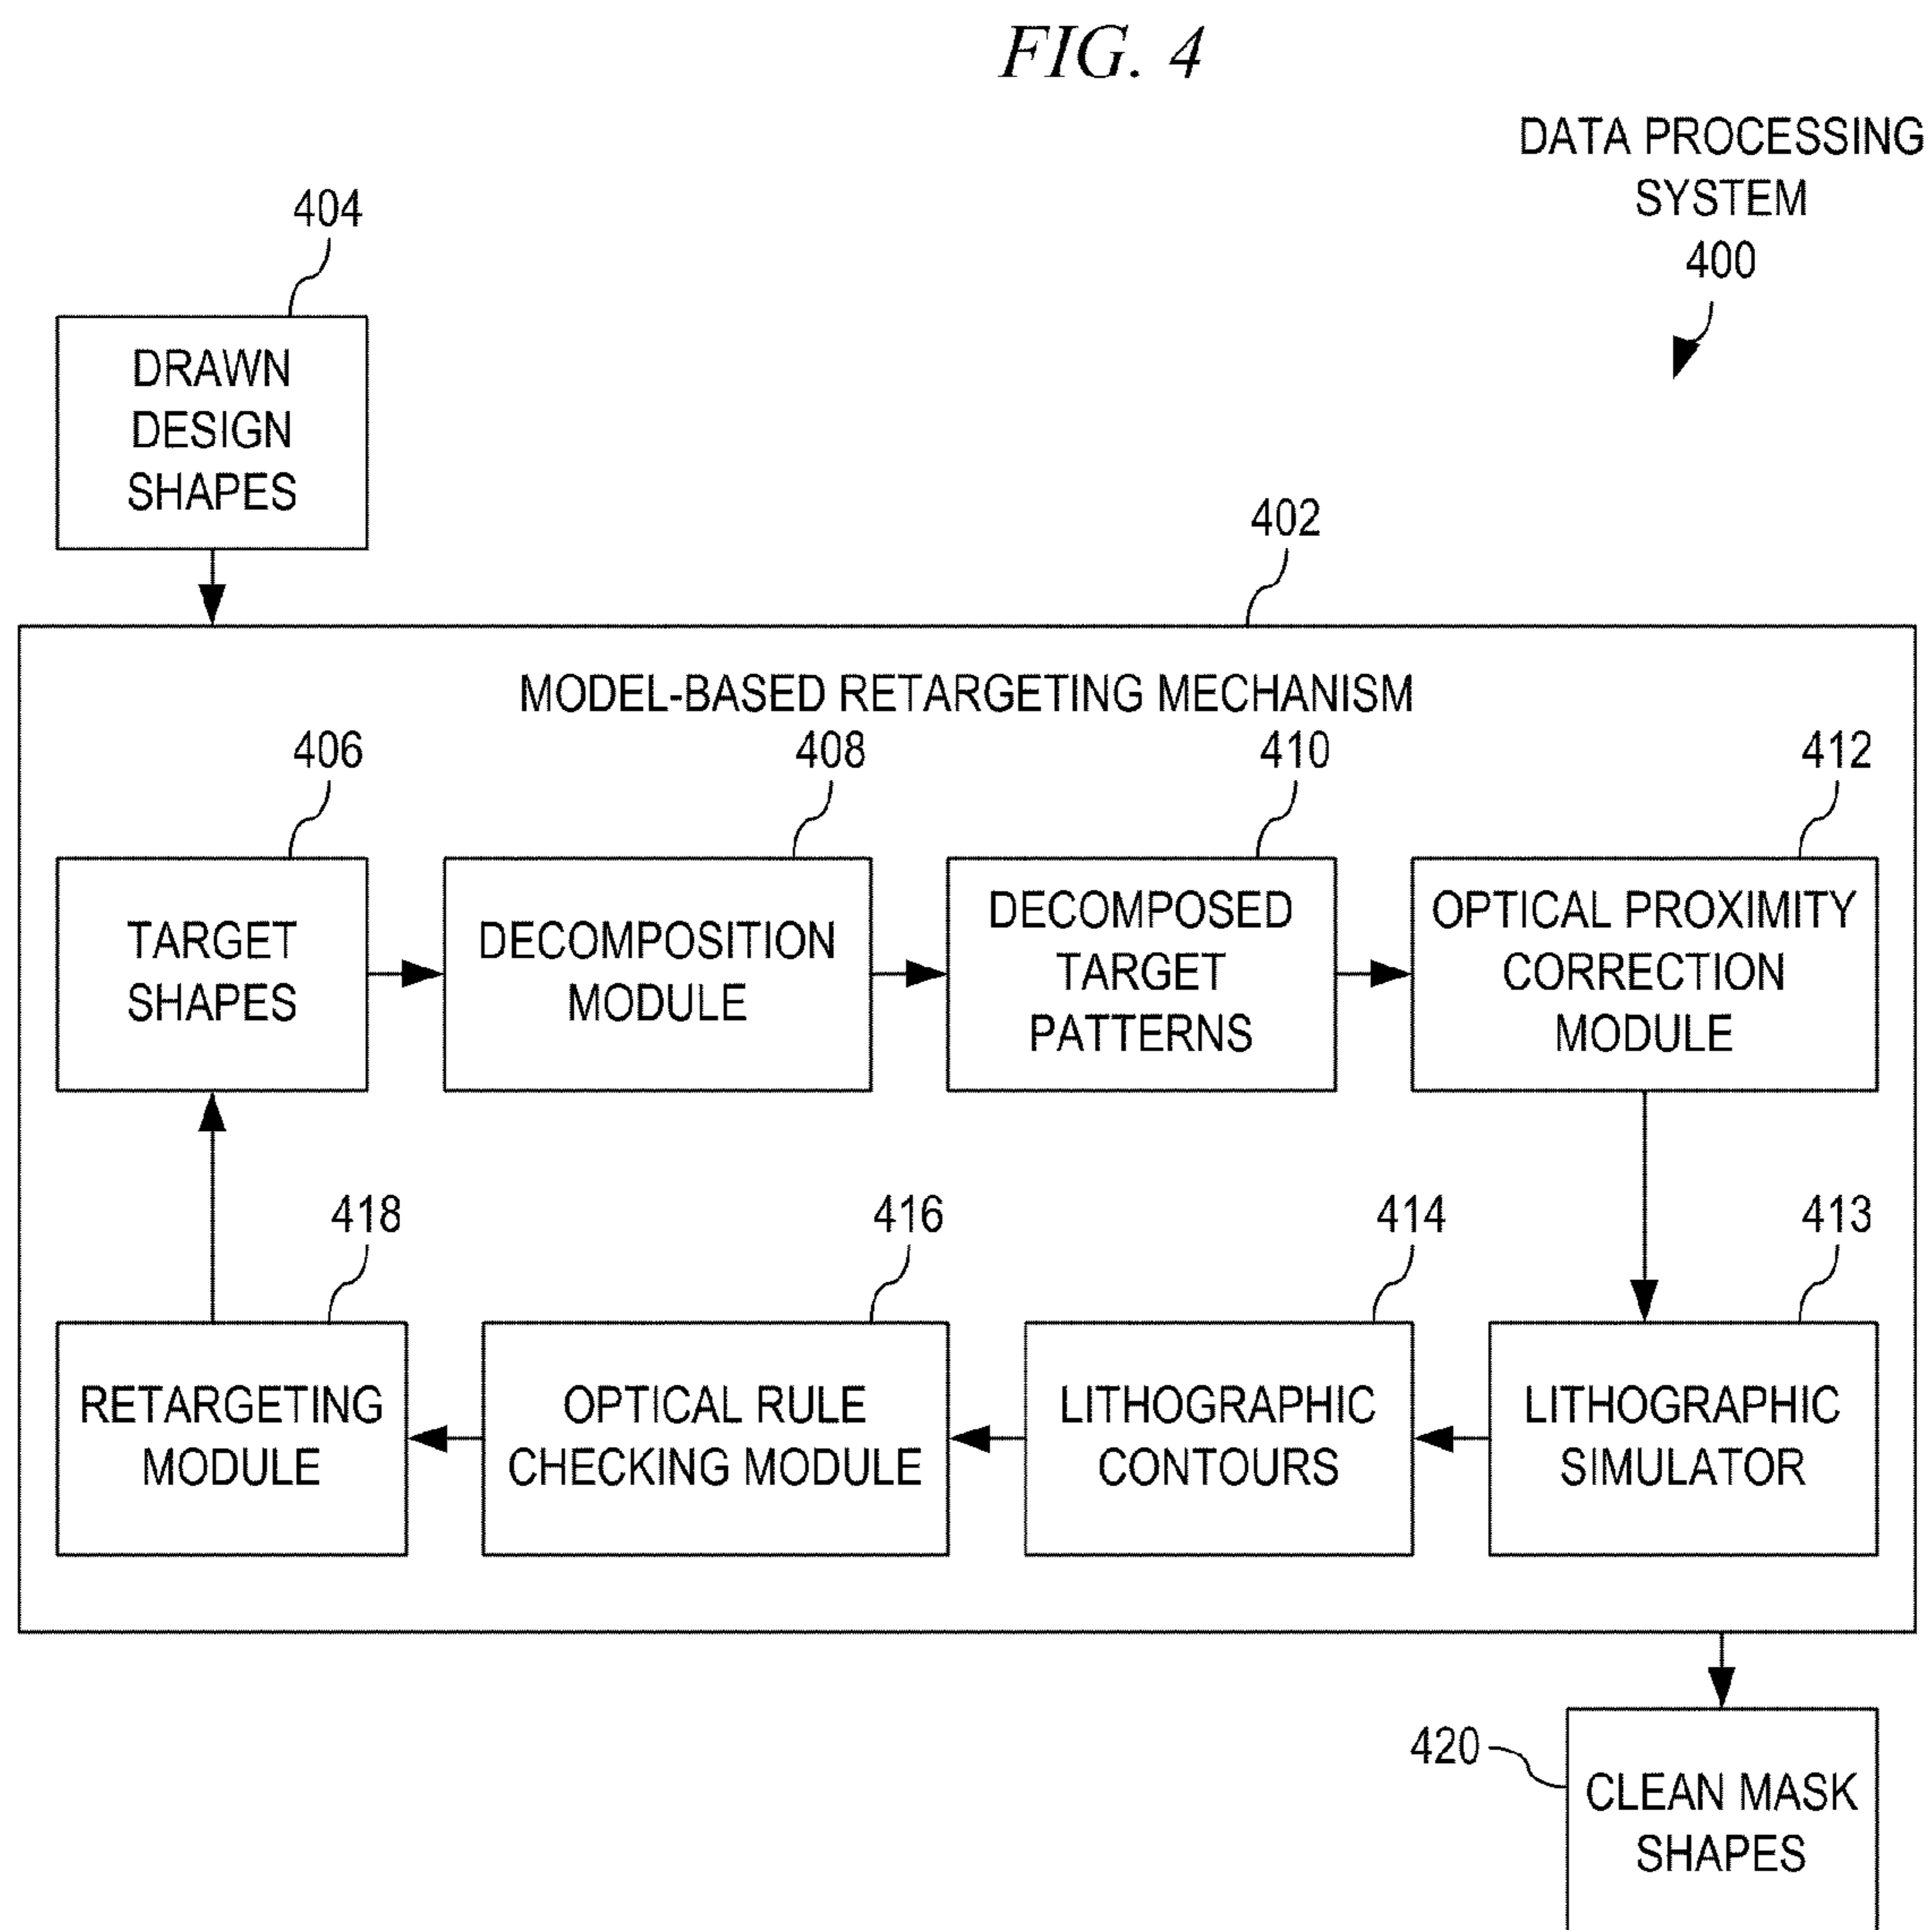 FIG. 4
DATA PROCESSING
SYSTEM
400
404
DRAWN
DESIGN
SHAPES
402
MODEL-BASED RETARGETING MECHANISM
406
408
410
412
TARGET
SHAPES
DECOMPOSITION
MODULE
DECOMPOSED
TARGET
PATTERNS
OPTICAL PROXIMITY
CORRECTION
MODULE
418
416
414
413
RETARGETING
MODULE
OPTICAL RULE
CHECKING MODULE
LITHOGRAPHIC
CONTOURS
LITHOGRAPHIC
SIMULATOR
420
CLEAN MASK
SHAPES